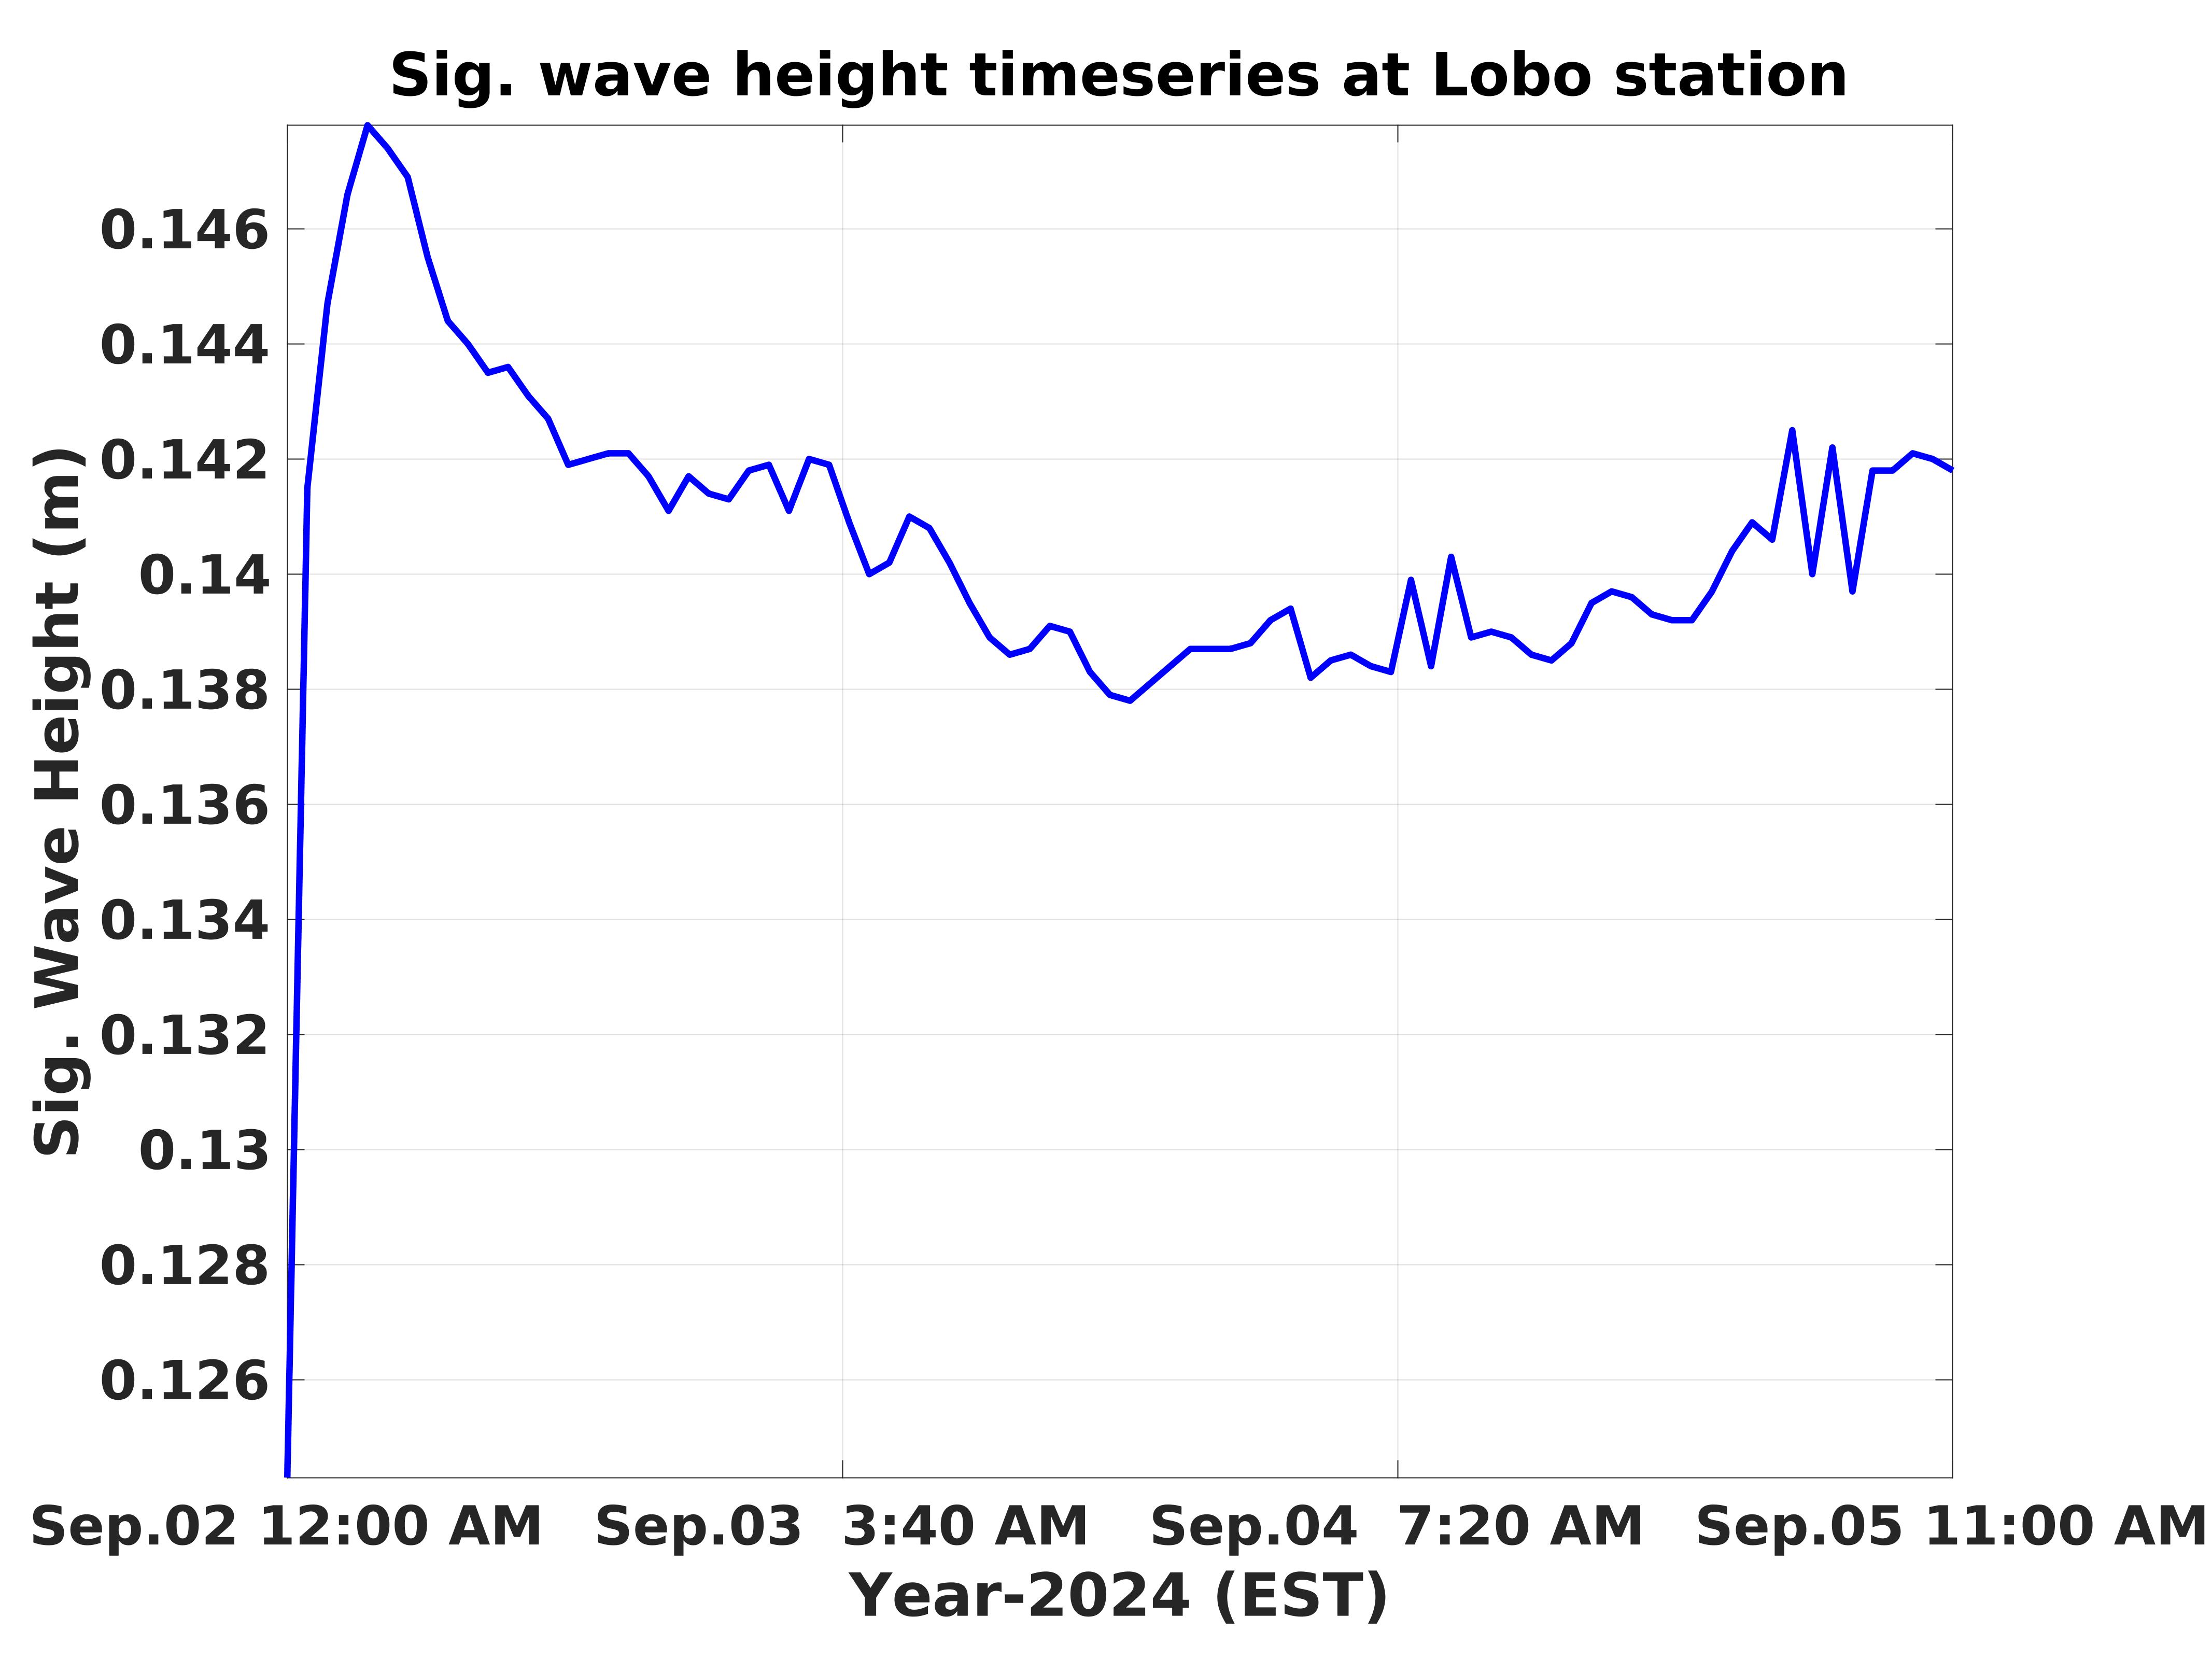 Sig. wave height timeseries at Lobo station
Sig. Wave Height (m)
0.146
0.144
0.142
0.14
0.138
0.136
0.134
0.132
0.13
0.128
0.126
Sep.02 12:00 AM Sep.03 3:40 AM Sep.04 7:20 AM Sep.05 11:00 AM
Year-2024 (EST)